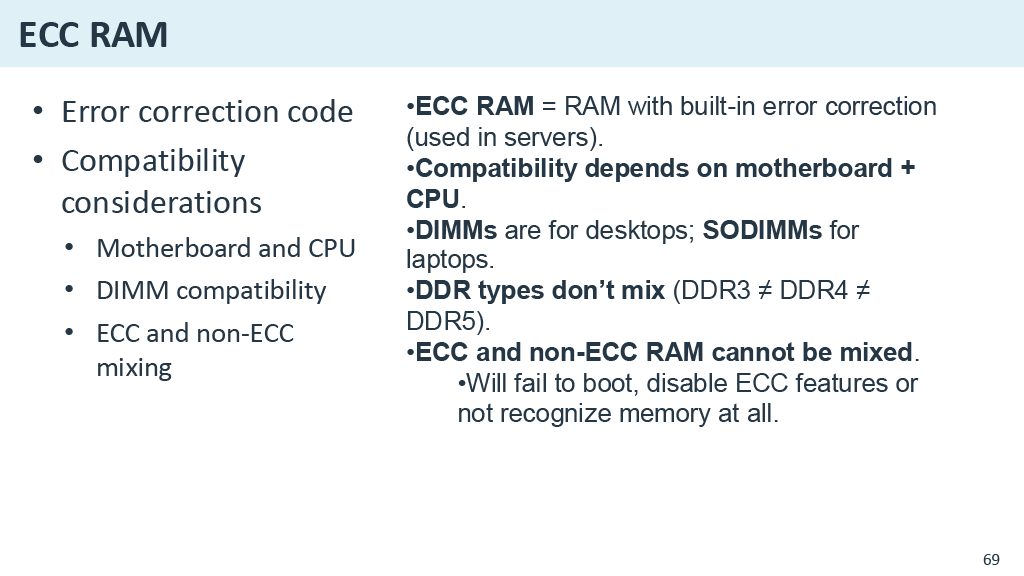 ECC RAM
• Error correction code
• Compatibility
considerations
• Motherboard and CPU
• DIMM compatibility
• ECC and non-ECC
mixing
•ECC RAM = RAM with built-in error correction
(used in servers).
•Compatibility depends on motherboard +
CPU.
•DIMMs are for desktops; SODIMMs for
laptops.
•DDR types don’t mix (DDR3 ≠ DDR4 ≠
DDR5).
•ECC and non-ECC RAM cannot be mixed.
•Will fail to boot, disable ECC features or
not recognize memory at all.
69